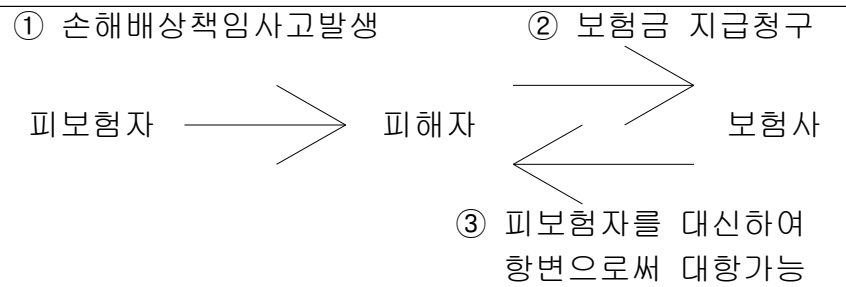 ① 손해배상책임사고발생
② 보험금 지급청구
피보험자
피해자
보험사
③ 피보험자를 대신하여
항변으로써 대항가능